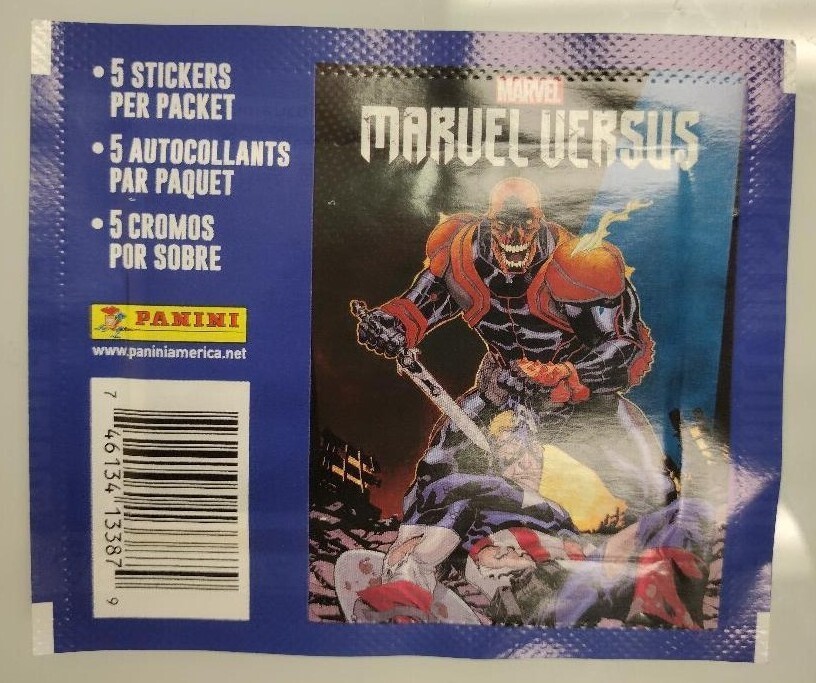 • 5 STICKERS
PER PACKET
• 5 AUTOCOLLANTS
PAR PAQUET
• 5 CROMOS
POR SOBRE
PANINI
www.paniniamerica.net
7 46134 13387 9
MARVEL
MARVEL VERSUS